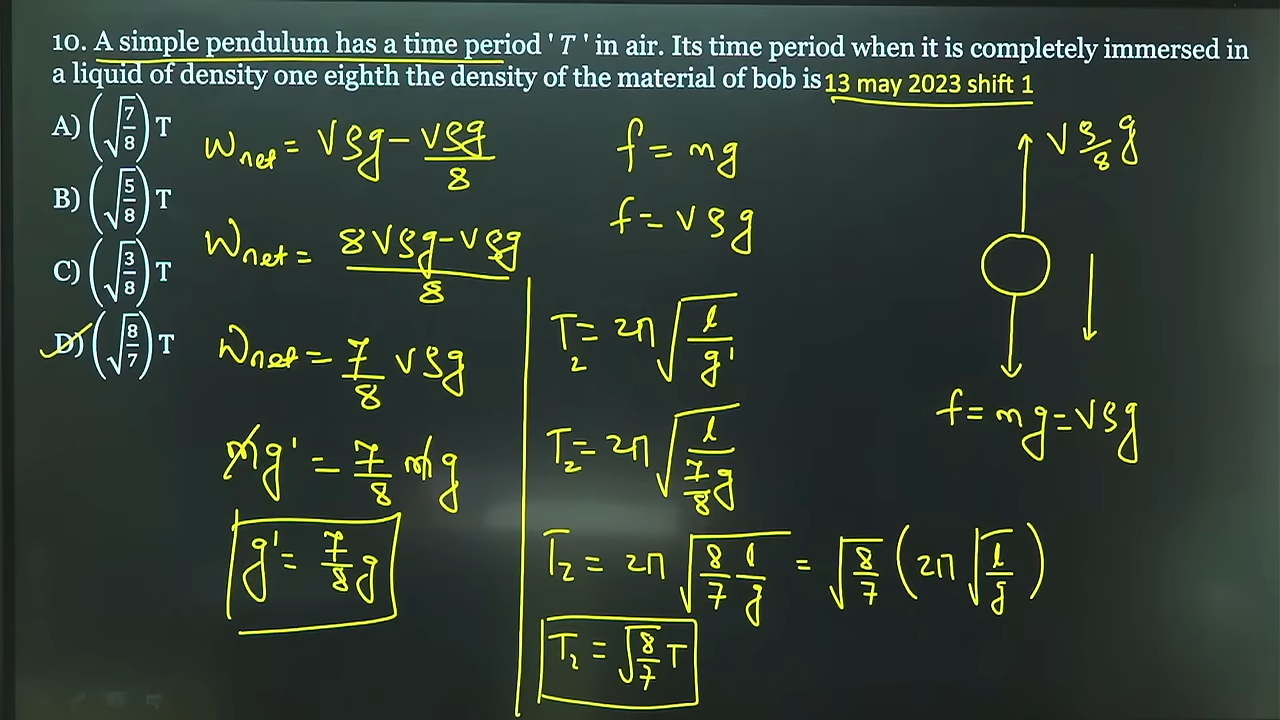 10. A simple pendulum has a time period ' T ' in air. Its time period when it is completely immersed in
a liquid of density one eighth the density of the material of bob is 13 may 2023 shift 1
A) (√7/8) T
B) (√5/8) T
C) (√3/8) T
D) (√8/7) T
Wnet = Vρg - Vρg/8
Wnet = (8Vρg - Vρg)/8
Wnet = 7/8 Vρg
mg' = 7/8 mg
g' = 7/8 g
f = mg
f = Vρg
T₂ = 2π √(l/g')
T₂ = 2π √(l/(7/8 g))
T₂ = 2π √(8/7 l/g) = √(8/7) (2π √(l/g))
T₂ = √(8/7) T
V ρ/8 g
f = mg = Vρg